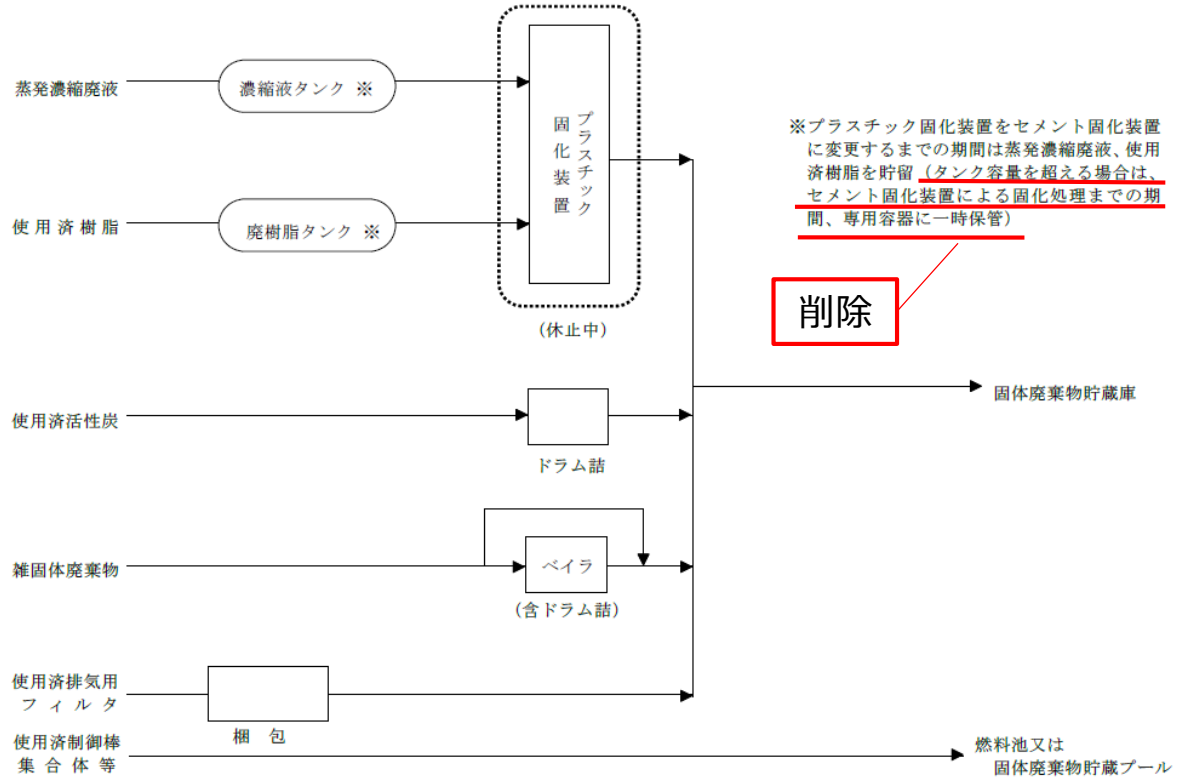 蒸発濃縮廃液
濃縮液タンク ※
プラスチック
固化装置
※プラスチック固化装置をセメント固化装置
に変更するまでの期間は蒸発濃縮廃液、使用
済樹脂を貯留(タンク容量を超える場合は、
セメント固化装置による固化処理までの期
間、専用容器に一時保管)
使用済樹脂
廃樹脂タンク ※
削除
(休止中)
固体廃棄物貯蔵庫
使用済活性炭
ドラム詰
雑固体廃棄物
ベイラ
(含ドラム詰)
使用済排気用
フィルタ
梱 包
使用済制御棒
集合体等
燃料池又は
固体廃棄物貯蔵プール